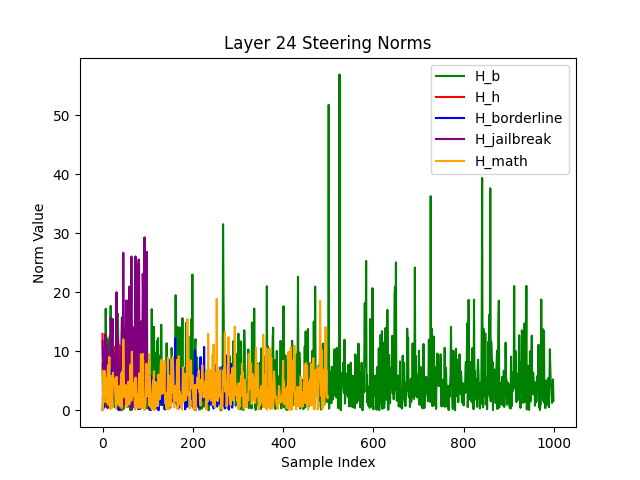 Layer 24 Steering Norms
H_b
H_h
H_borderline
H_jailbreak
H_math
Norm Value
50
40
30
20
10
0
0 200 400 600 800 1000
Sample Index